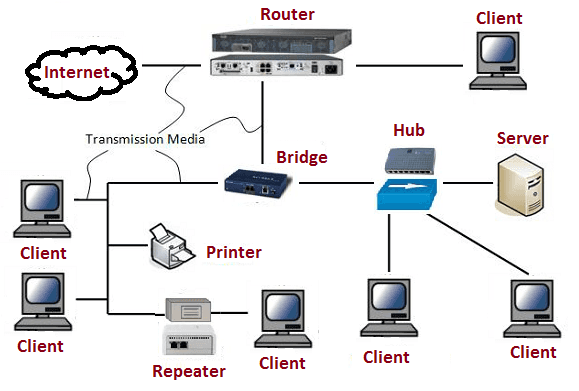 Router
Client
Internet
Transmission Media
Hub
Bridge
Server
Client
Printer
Client
Client
Client
Client
Repeater